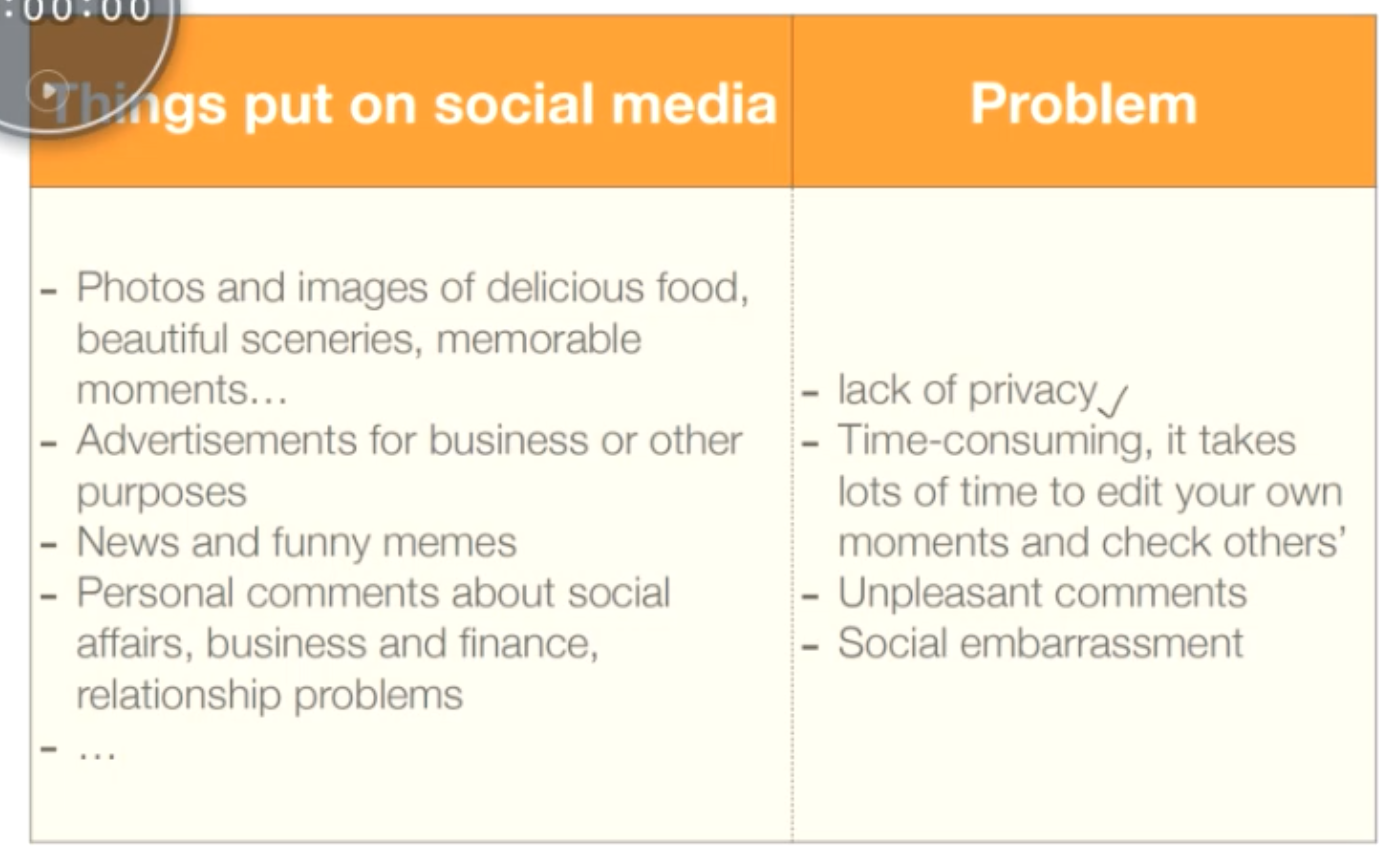 :00:00
Things put on social media
Problem
- Photos and images of delicious food,
beautiful sceneries, memorable
moments...
- Advertisements for business or other
purposes
- News and funny memes
- Personal comments about social
affairs, business and finance,
relationship problems
- ...
- lack of privacy
- Time-consuming, it takes
lots of time to edit your own
moments and check others'
- Unpleasant comments
- Social embarrassment